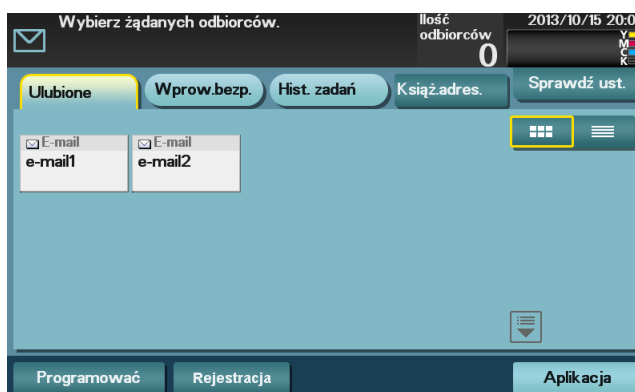 Wybierz żądanych odbiorców.
Ilość
odbiorców
0
2013/10/15 20:0
Y
M
C
K
Ulubione
Wprow.bezp.
Hist. zadań
Książ.adres.
Sprawdź ust.
E-mail
e-mail1
E-mail
e-mail2
Programować
Rejestracja
Aplikacja